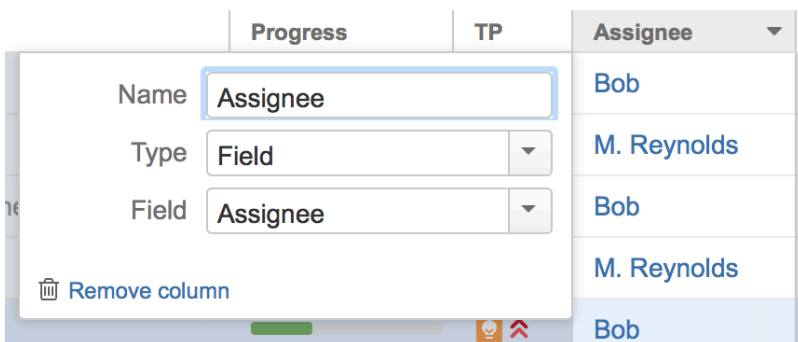 Progress TP Assignee
Name Assignee
Type Field
Field Assignee
Remove column
Bob
M. Reynolds
Bob
M. Reynolds
Bob